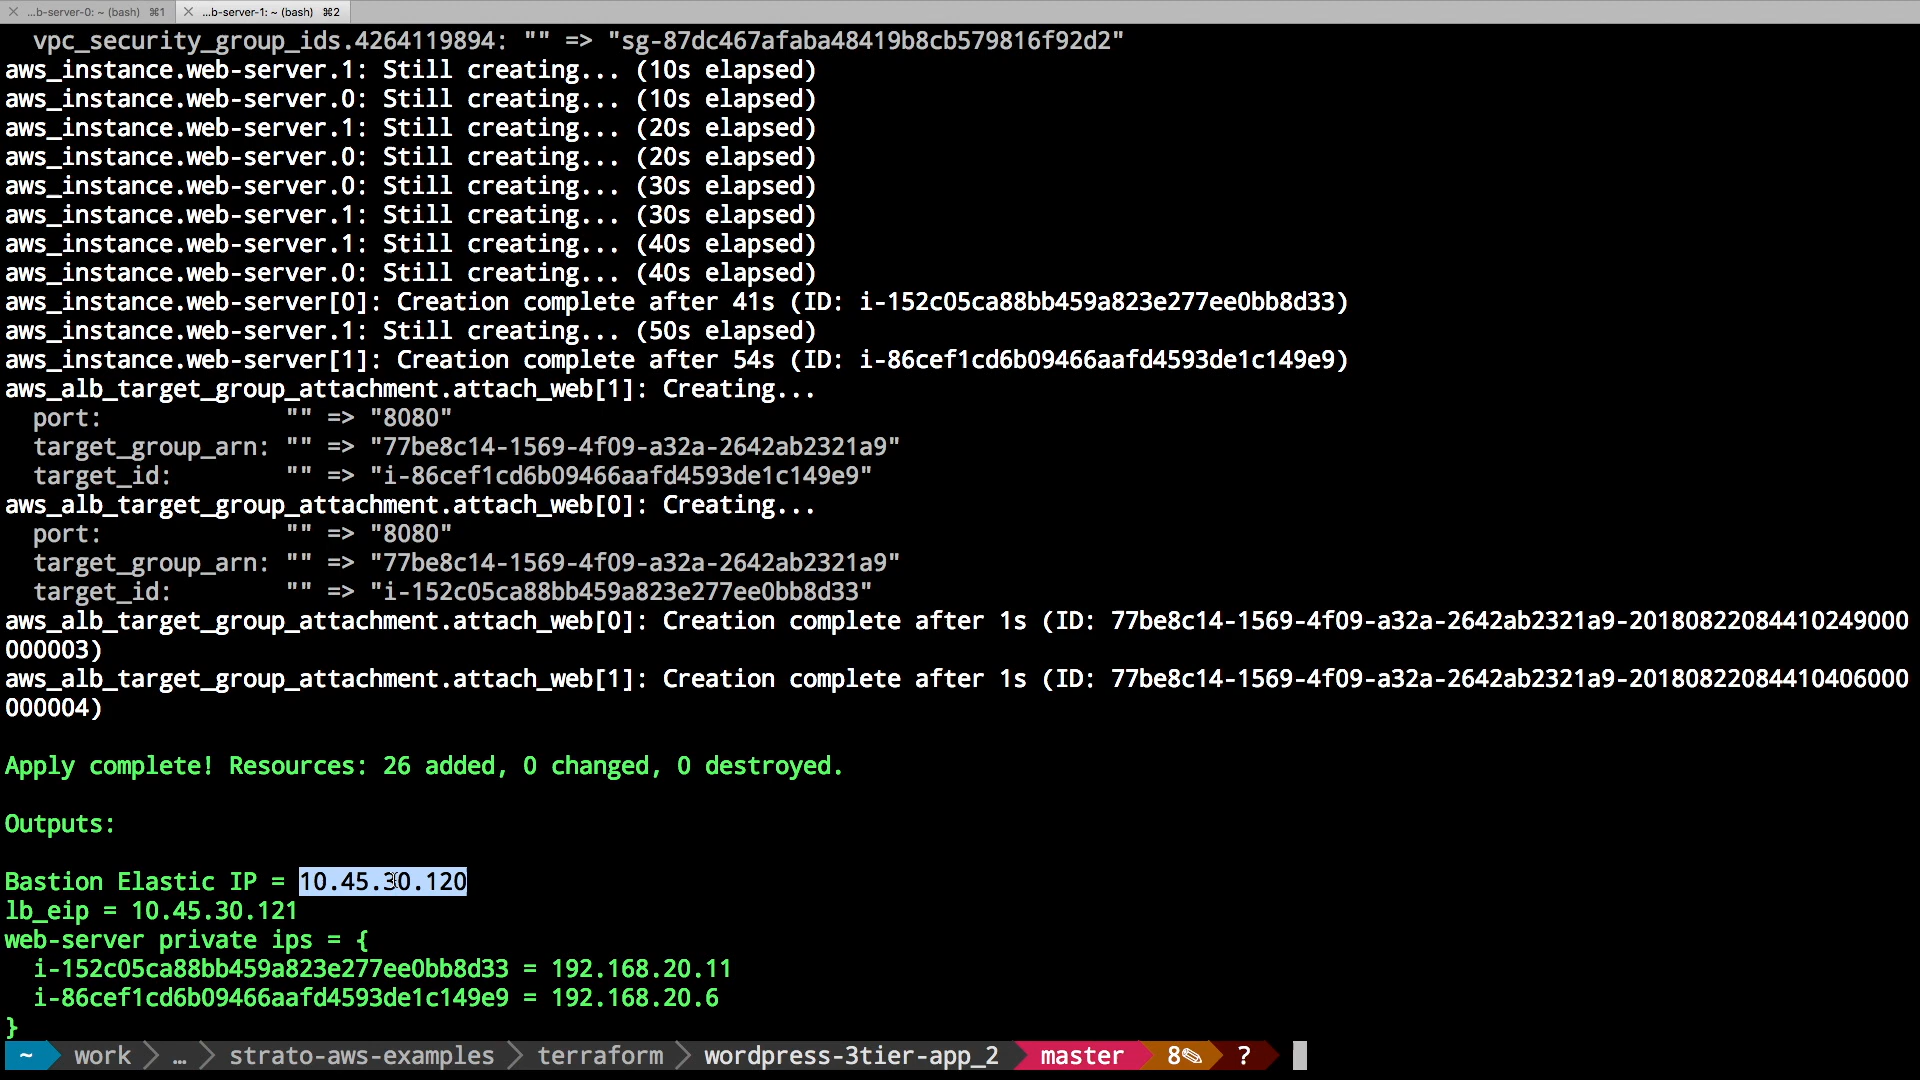 ...b-server-0: ~ (bash) ⌘1
...b-server-1: ~ (bash) ⌘2
vpc_security_group_ids.4264119894: "" => "sg-87dc467afaba48419b8cb579816f92d2"
aws_instance.web-server.1: Still creating... (10s elapsed)
aws_instance.web-server.0: Still creating... (10s elapsed)
aws_instance.web-server.1: Still creating... (20s elapsed)
aws_instance.web-server.0: Still creating... (20s elapsed)
aws_instance.web-server.0: Still creating... (30s elapsed)
aws_instance.web-server.1: Still creating... (30s elapsed)
aws_instance.web-server.1: Still creating... (40s elapsed)
aws_instance.web-server.0: Still creating... (40s elapsed)
aws_instance.web-server[0]: Creation complete after 41s (ID: i-152c05ca88bb459a823e277ee0bb8d33)
aws_instance.web-server.1: Still creating... (50s elapsed)
aws_instance.web-server[1]: Creation complete after 54s (ID: i-86cef1cd6b09466aafd4593de1c149e9)
aws_alb_target_group_attachment.attach_web[1]: Creating...
port: "" => "8080"
target_group_arn: "" => "77be8c14-1569-4f09-a32a-2642ab2321a9"
target_id: "" => "i-86cef1cd6b09466aafd4593de1c149e9"
aws_alb_target_group_attachment.attach_web[0]: Creating...
port: "" => "8080"
target_group_arn: "" => "77be8c14-1569-4f09-a32a-2642ab2321a9"
target_id: "" => "i-152c05ca88bb459a823e277ee0bb8d33"
aws_alb_target_group_attachment.attach_web[0]: Creation complete after 1s (ID: 77be8c14-1569-4f09-a32a-2642ab2321a9-20180822084410249000
000003)
aws_alb_target_group_attachment.attach_web[1]: Creation complete after 1s (ID: 77be8c14-1569-4f09-a32a-2642ab2321a9-20180822084410406000
000004)
Apply complete! Resources: 26 added, 0 changed, 0 destroyed.
Outputs:
Bastion Elastic IP = 10.45.30.120
lb_eip = 10.45.30.121
web-server private ips = {
i-152c05ca88bb459a823e277ee0bb8d33 = 192.168.20.11
i-86cef1cd6b09466aafd4593de1c149e9 = 192.168.20.6
}
~ work … strato-aws-examples terraform wordpress-3tier-app_2 master 8✎ ?